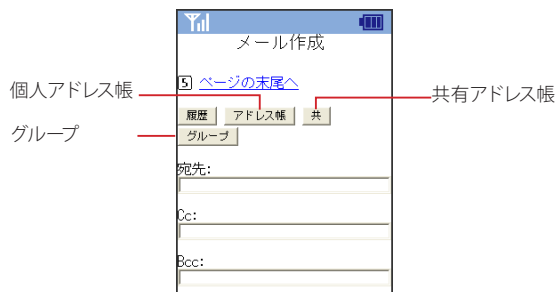 メール作成
5 ページの末尾へ
個人アドレス帳
共有アドレス帳
履歴 アドレス帳 共
グループ
グループ
宛先:
Cc:
Bcc: